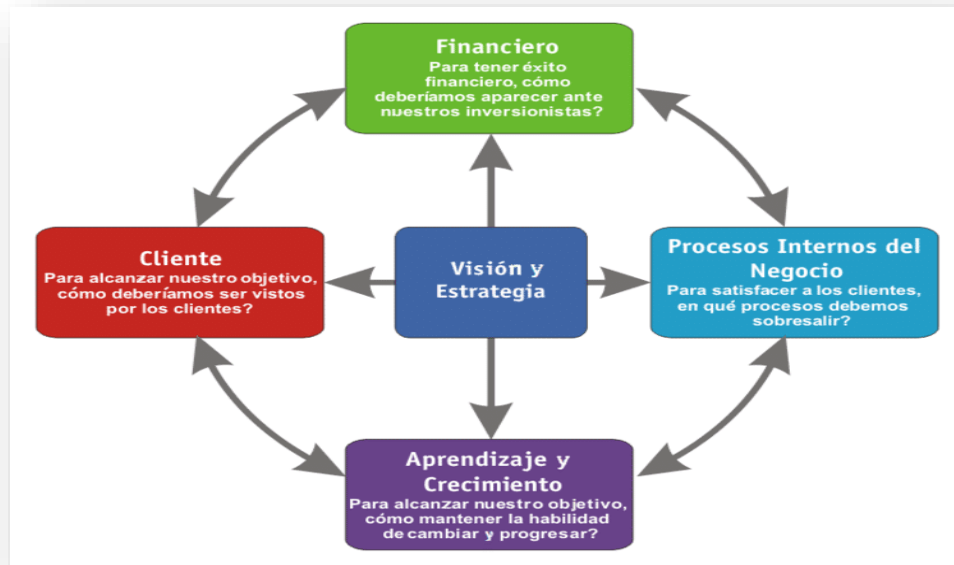 Financiero
Para tener éxito
financiero, cómo
deberíamos aparecer ante
nuestros inversionistas?
Cliente
Para alcanzar nuestro objetivo,
cómo deberíamos ser vistos
por los clientes?
Visión y
Estrategia
Procesos Internos del
Negocio
Para satisfacer a los clientes,
en qué procesos debemos
sobresalir?
Aprendizaje y
Crecimiento
Para alcanzar nuestro objetivo,
cómo mantener la habilidad
de cambiar y progresar?